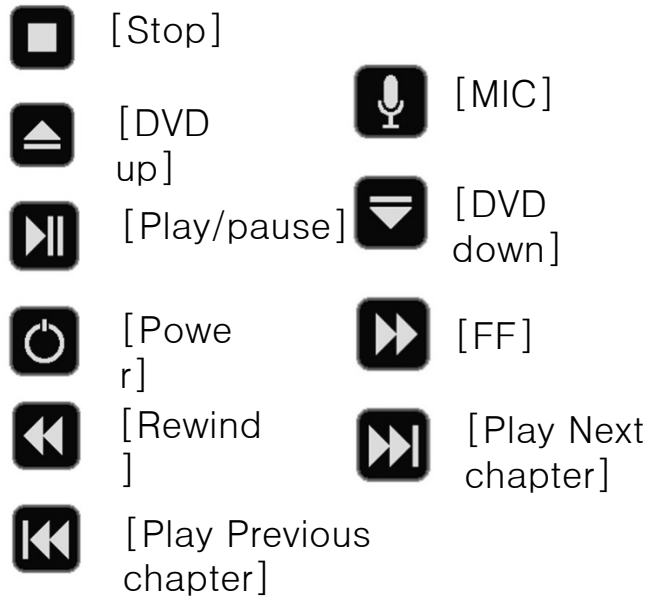 [Stop]
[DVD
up]
[Play/pause]
[Powe
r]
[Rewind
]
[Play Previous
chapter]
[MIC]
[DVD
down]
[FF]
[Play Next
chapter]